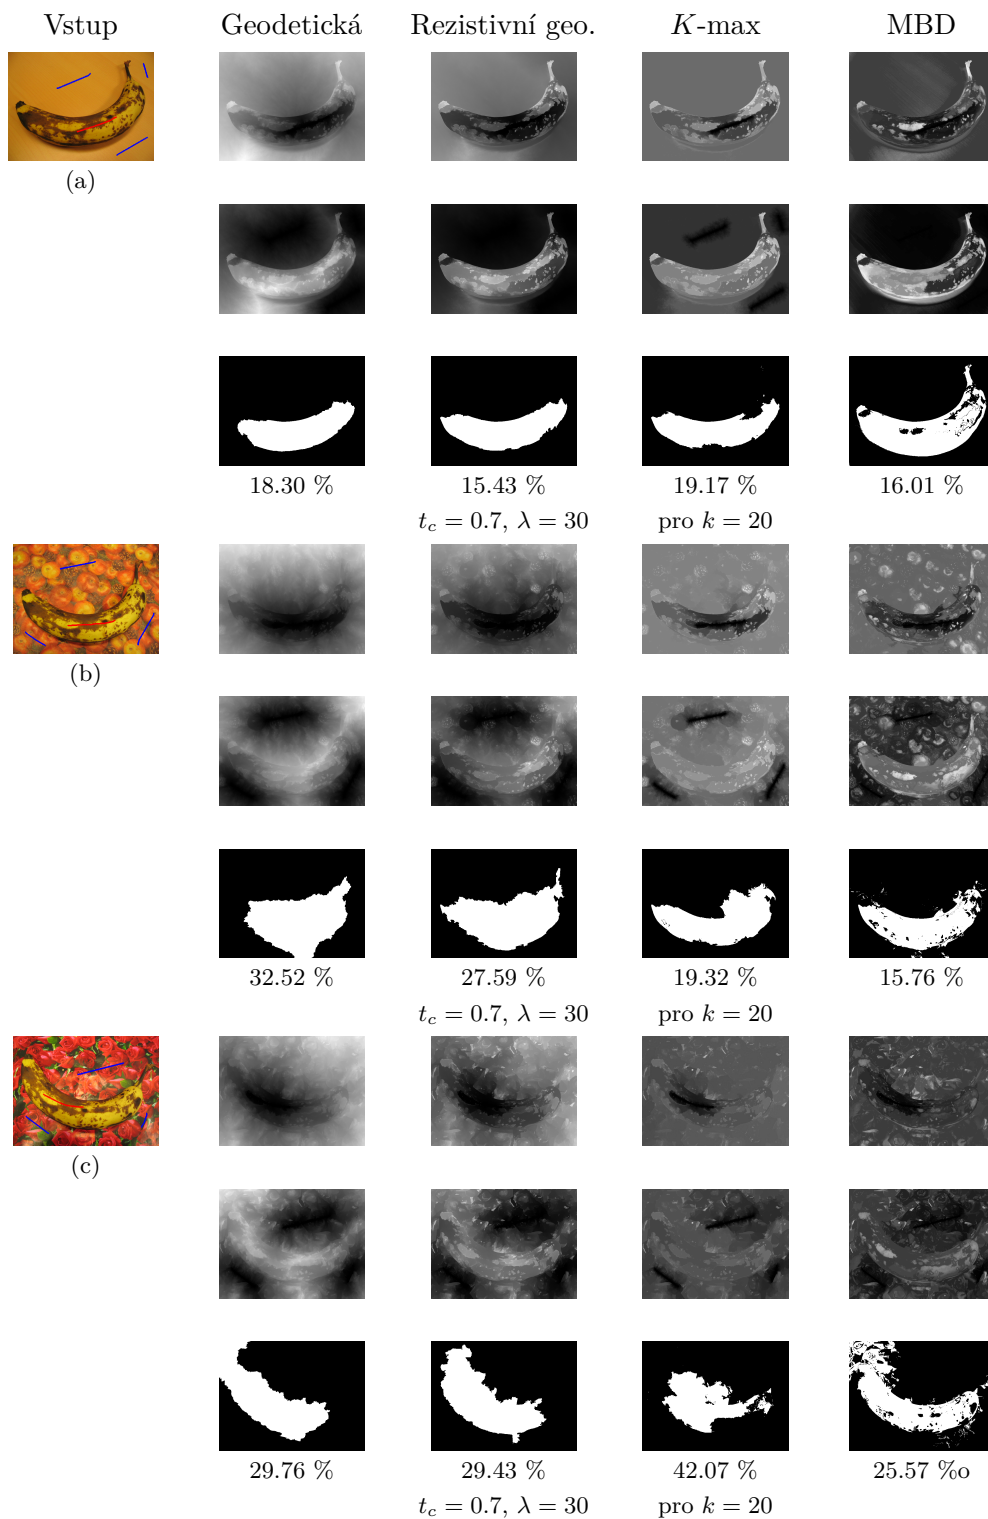 Vstup Geodetická Rezistivní geo. K-max MBD
(a)
18.30 % 15.43 % 19.17 % 16.01 %
t_c = 0.7, λ = 30 pro k = 20
(b)
32.52 % 27.59 % 19.32 % 15.76 %
t_c = 0.7, λ = 30 pro k = 20
(c)
29.76 % 29.43 % 42.07 % 25.57 %o
t_c = 0.7, λ = 30 pro k = 20